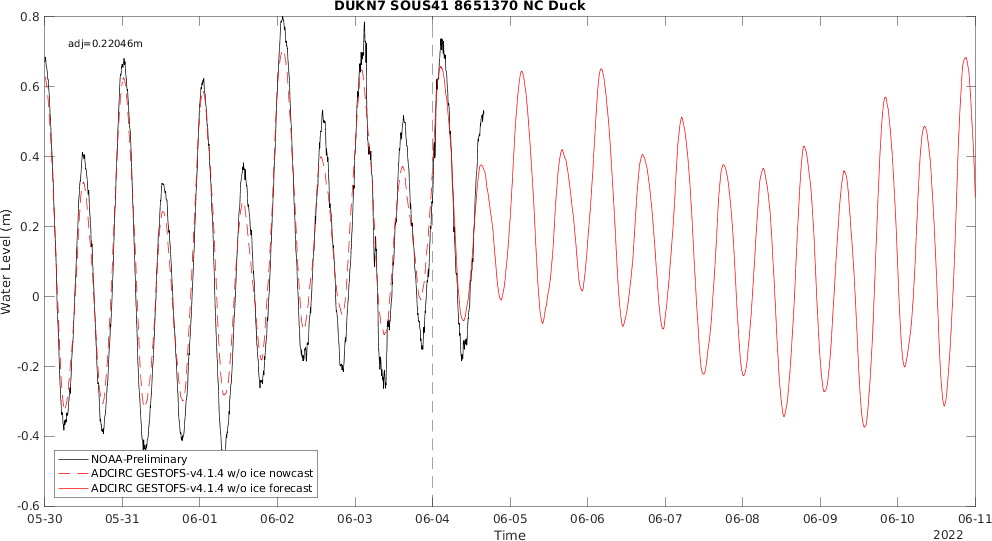 DUKN7 SOUS41 8651370 NC Duck
adj=0.22046m
0.8
0.6
0.4
0.2
0
-0.2
-0.4
-0.6
Water Level (m)
NOAA-Preliminary
ADCIRC GESTOFS-v4.1.4 w/o ice nowcast
ADCIRC GESTOFS-v4.1.4 w/o ice forecast
05-30 05-31 06-01 06-02 06-03 06-04 06-05 06-06 06-07 06-08 06-09 06-10 06-11
Time
2022